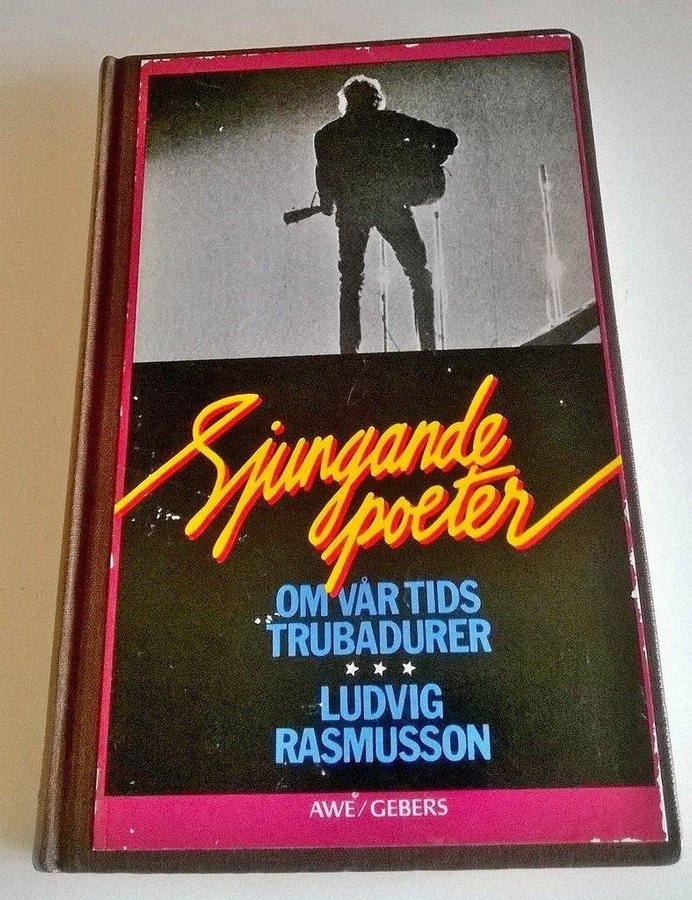 Sjungande
poeter
OM VÅR TIDS
TRUBADURER
★ ★ ★
LUDVIG
RASMUSSON
AWE/GEBERS